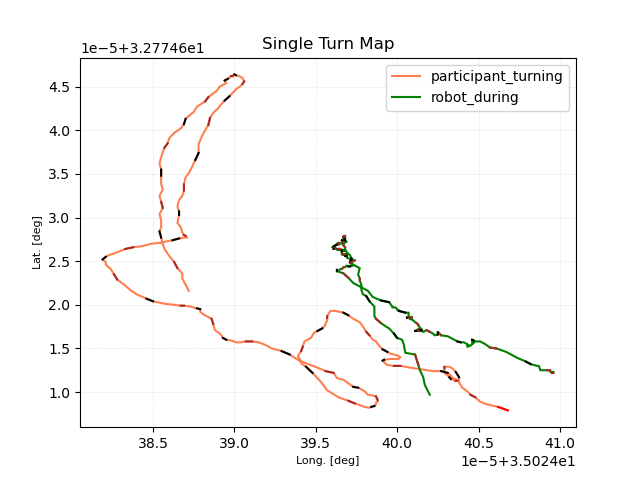 Single Turn Map
1e−5+3.27746e1
participant_turning
robot_during
4.5
4.0
3.5
3.0
2.5
2.0
1.5
1.0
Lat. [deg]
38.5 39.0 39.5 40.0 40.5 41.0
Long. [deg]
1e−5+3.5024e1